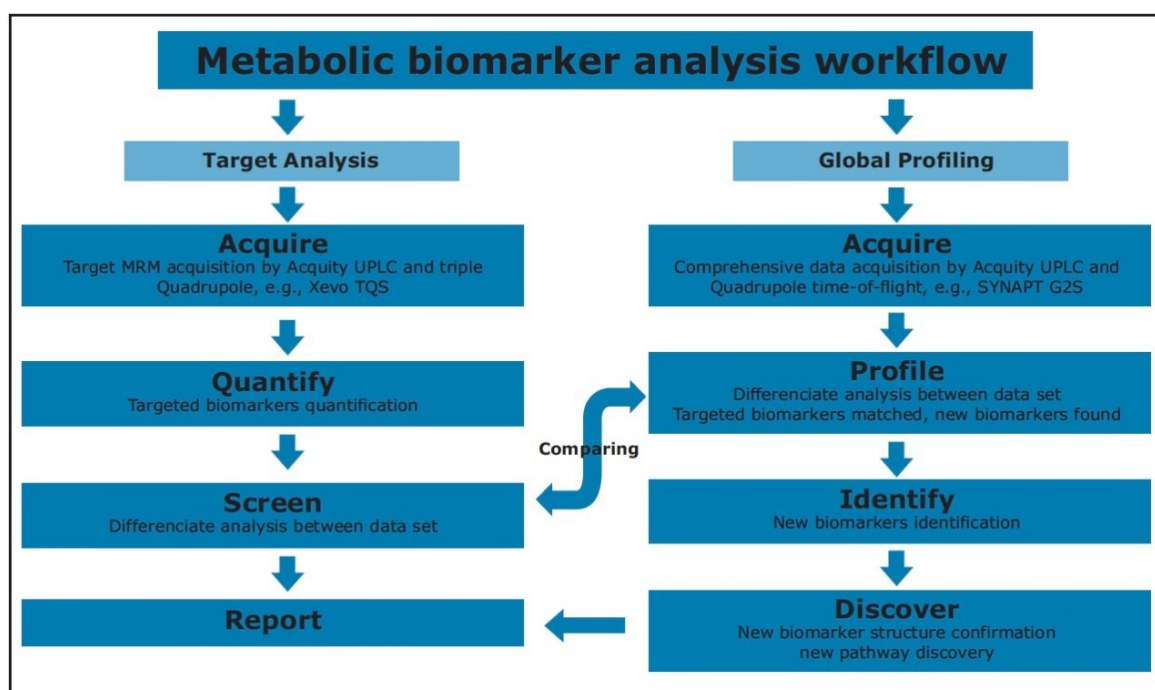 Metabolic biomarker analysis workflow
Target Analysis
Acquire
Target MRM acquisition by Acquity UPLC and triple
Quadrupole, e.g., Xevo TQS
Quantify
Targeted biomarkers quantification
Screen
Differenciate analysis between data set
Report
Comparing
Global Profiling
Acquire
Comprehensive data acquisition by Acquity UPLC and
Quadrupole time-of-flight, e.g., SYNAPT G2S
Profile
Differenciate analysis between data set
Targeted biomarkers matched, new biomarkers found
Identify
New biomarkers identification
Discover
New biomarker structure confirmation
new pathway discovery